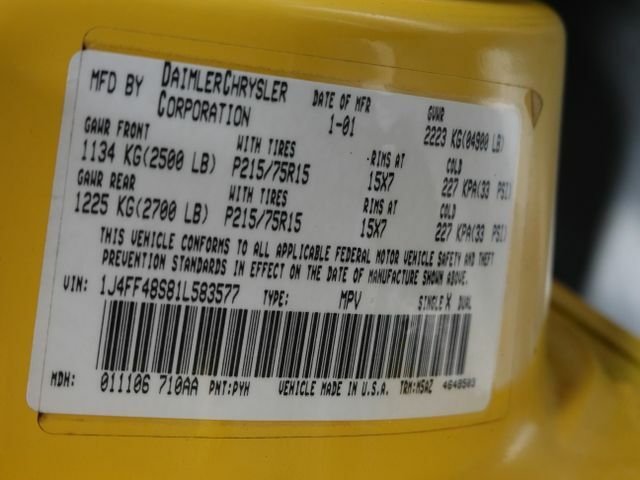 MFD BY DAIMLERCHRYSLER CORPORATION DATE OF MFR 1-01 GVWR 2223 KG(04900 LB)
GAWR FRONT WITH TIRES RIMS AT COLD
1134 KG(2500 LB) P215/75R15 15X7 227 KPA(33 PSI)
GAWR REAR WITH TIRES RIMS AT COLD
1225 KG(2700 LB) P215/75R15 15X7 227 KPA(33 PSI)
THIS VEHICLE CONFORMS TO ALL APPLICABLE FEDERAL MOTOR VEHICLE SAFETY AND THEFT
PREVENTION STANDARDS IN EFFECT ON THE DATE OF MANUFACTURE SHOWN ABOVE.
VIN: 1J4FF48S81L583577 TYPE: MPV SINGLE X DUAL
MDH: 011106 710AA PNT:PYH VEHICLE MADE IN U.S.A. TRM:M5AZ 4648503